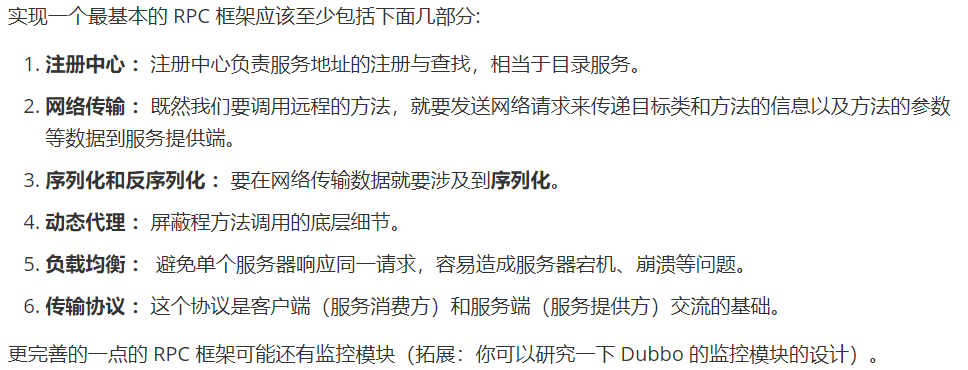 实现一个最基本的 RPC 框架应该至少包括下面几部分:
1. 注册中心 ：注册中心负责服务地址的注册与查找，相当于目录服务。
2. 网络传输 ：既然我们要调用远程的方法，就要发送网络请求来传递目标类和方法的信息以及方法的参数
等数据到服务提供端。
3. 序列化和反序列化 ：要在网络传输数据就要涉及到序列化。
4. 动态代理 ：屏蔽程方法调用的底层细节。
5. 负载均衡 ： 避免单个服务器响应同一请求，容易造成服务器宕机、崩溃等问题。
6. 传输协议 ：这个协议是客户端（服务消费方）和服务端（服务提供方）交流的基础。
更完善的一点的 RPC 框架可能还有监控模块（拓展：你可以研究一下 Dubbo 的监控模块的设计）。